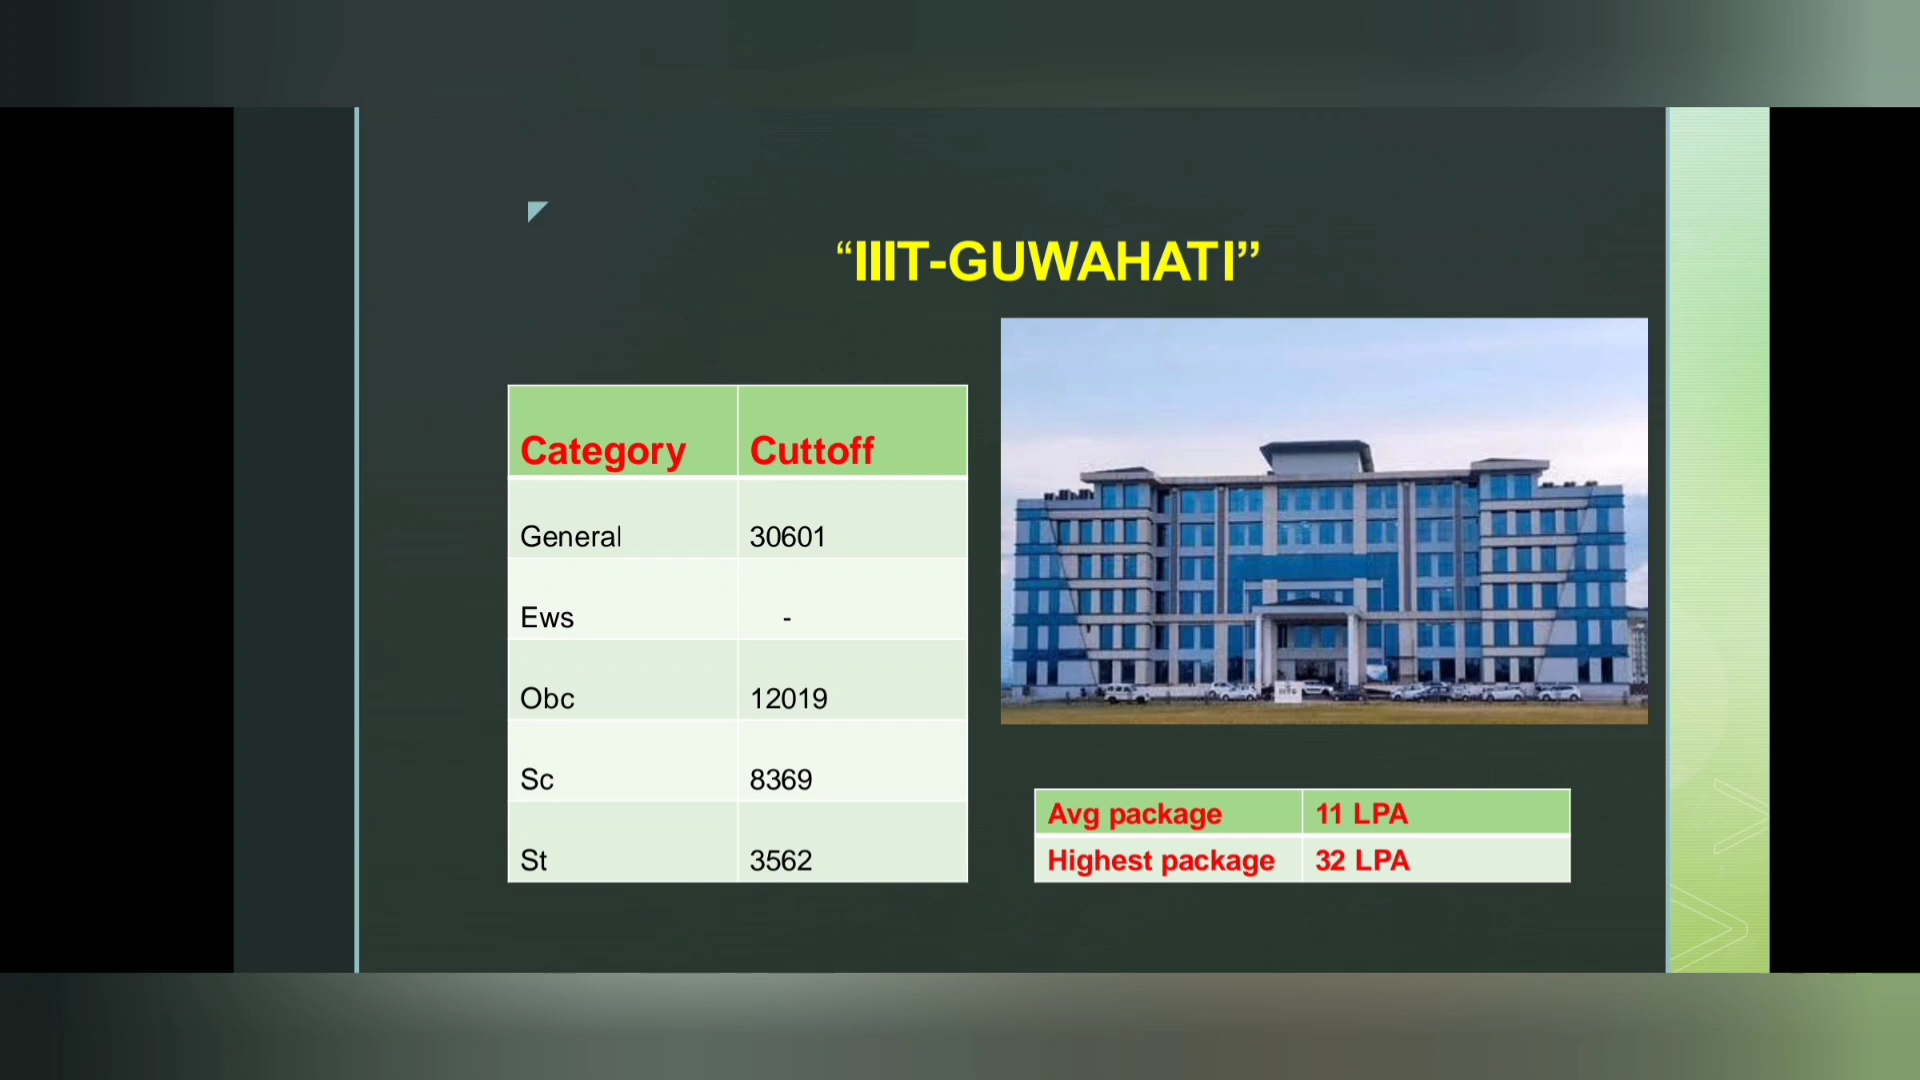 “IIIT-GUWAHATI”
Category Cuttoff
General 30601
Ews -
Obc 12019
Sc 8369
St 3562
Avg package 11 LPA
Highest package 32 LPA